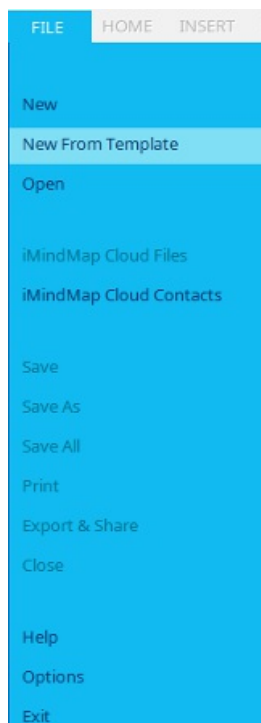 FILE HOME INSERT
New
New From Template
Open
iMindMap Cloud Files
iMindMap Cloud Contacts
Save
Save As
Save All
Print
Export & Share
Close
Help
Options
Exit